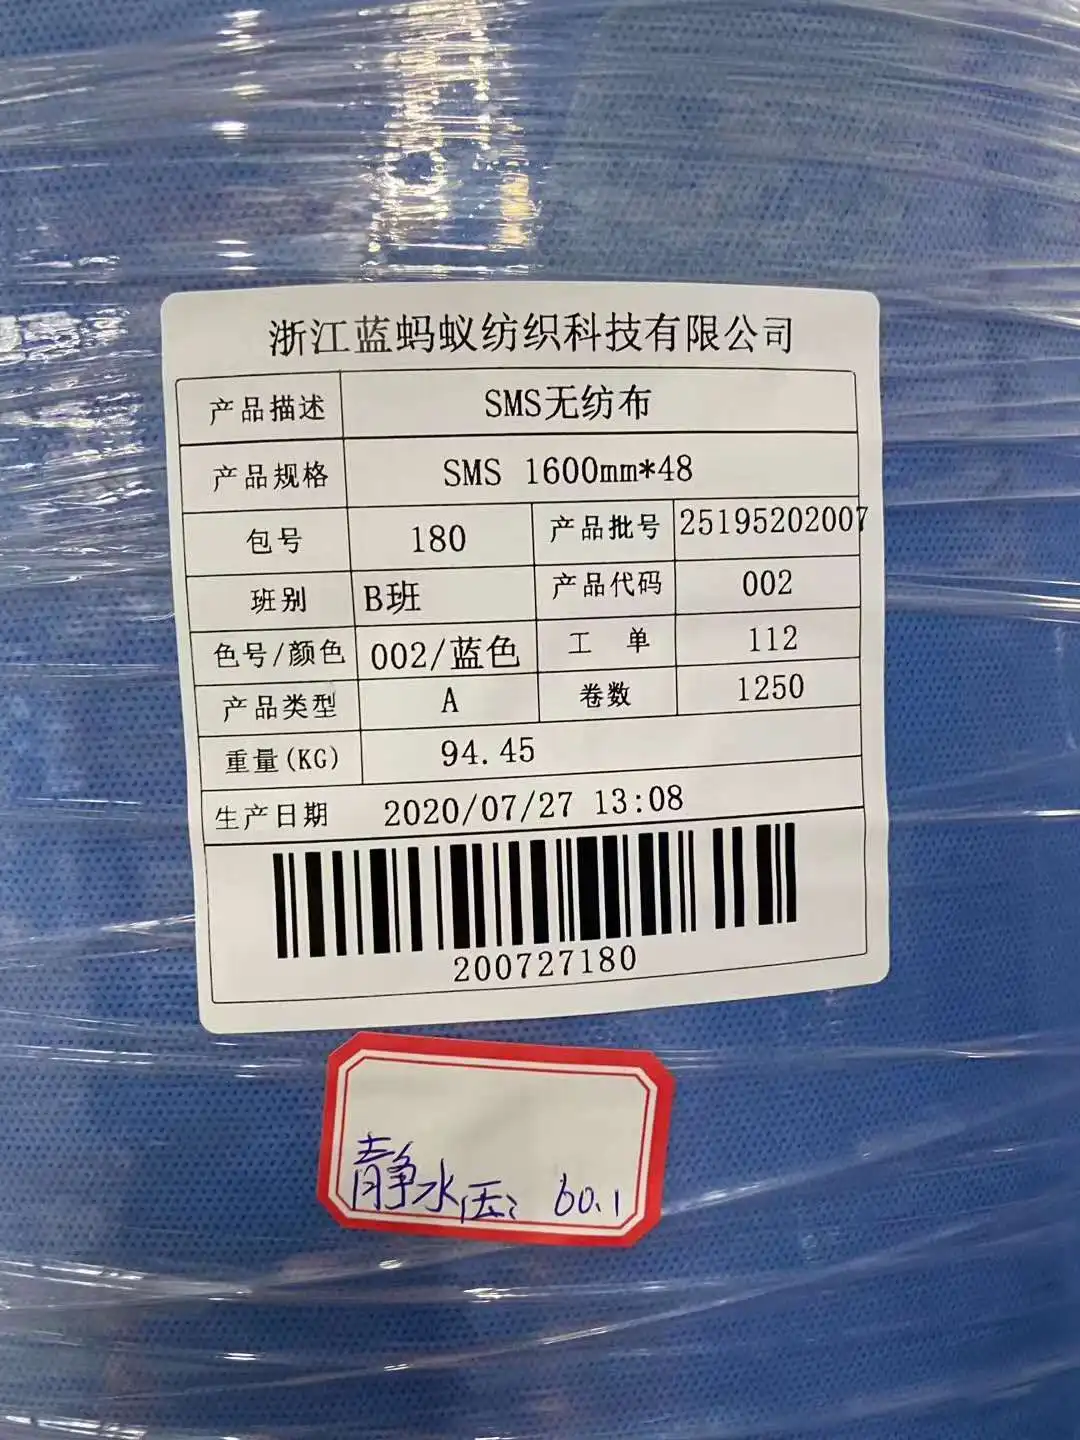 浙江蓝蚂蚁纺织科技有限公司
产品描述 SMS无纺布
产品规格 SMS 1600mm*48
包号 180 产品批号 25195202007
班别 B班 产品代码 002
色号/颜色 002/蓝色 工 单 112
产品类型 A 卷数 1250
重量(KG) 94.45
生产日期 2020/07/27 13:08
200727180
静水压: 60.1